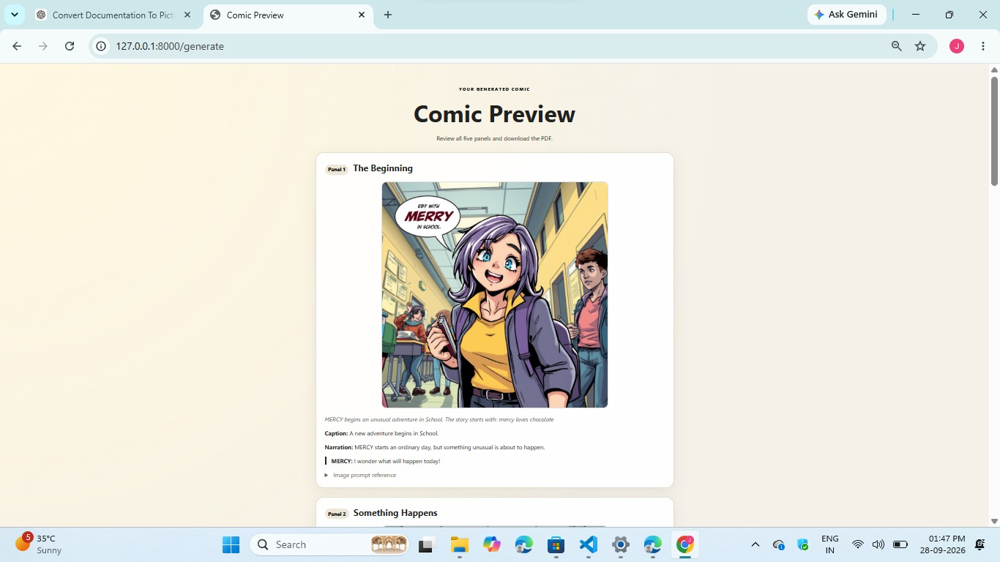 Convert Documentation To Pict
Comic Preview
Ask Gemini
127.0.0.1:8000/generate
J
YOUR GENERATED COMIC
Comic Preview
Review all five panels and download the PDF.
Panel 1 The Beginning
EBF WITH
MERRY
IN SCHOOL.
MERCY begins an unusual adventure in School. The story starts with: mercy loves chocolate
Caption: A new adventure begins in School.
Narration: MERCY starts an ordinary day, but something unusual is about to happen.
MERCY: I wonder what will happen today!
Image prompt reference
Panel 2 Something Happens
5
35°C
Sunny
Search
ENG
IN
01:47 PM
28-09-2026